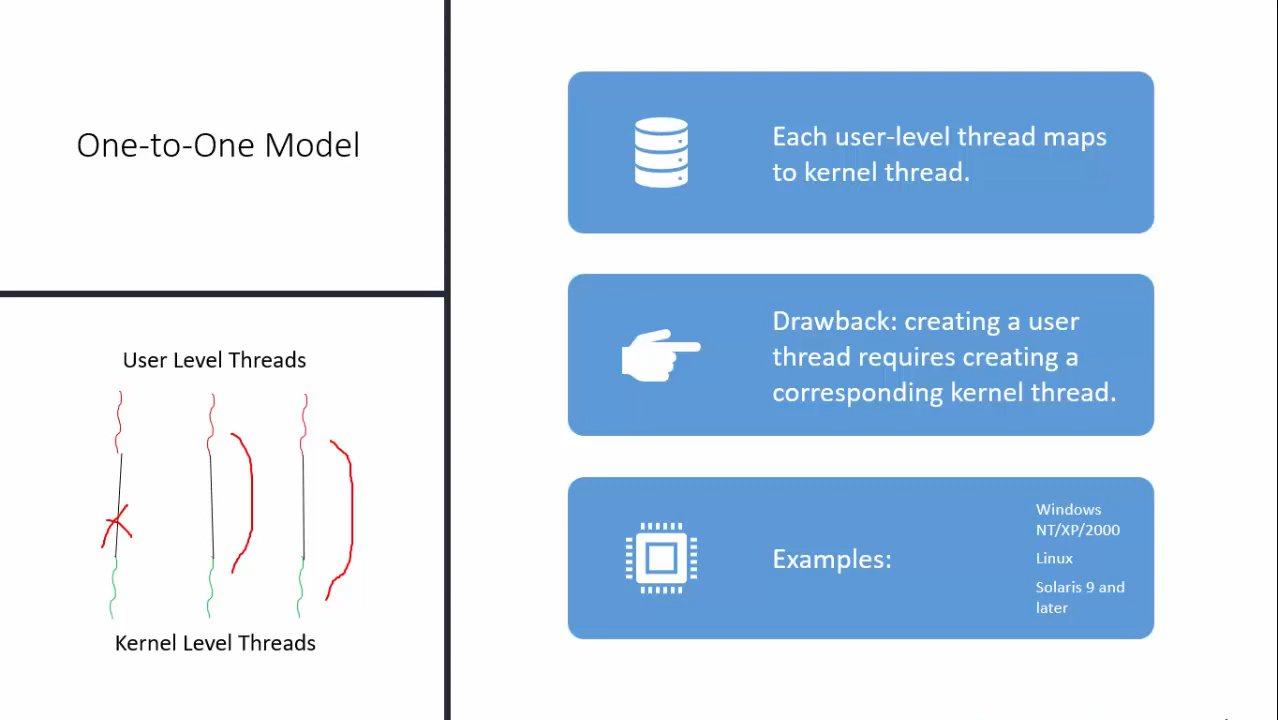 One-to-One Model
User Level Threads
Kernel Level Threads
Each user-level thread maps
to kernel thread.
Drawback: creating a user
thread requires creating a
corresponding kernel thread.
Examples:
Windows
NT/XP/2000
Linux
Solaris 9 and
later